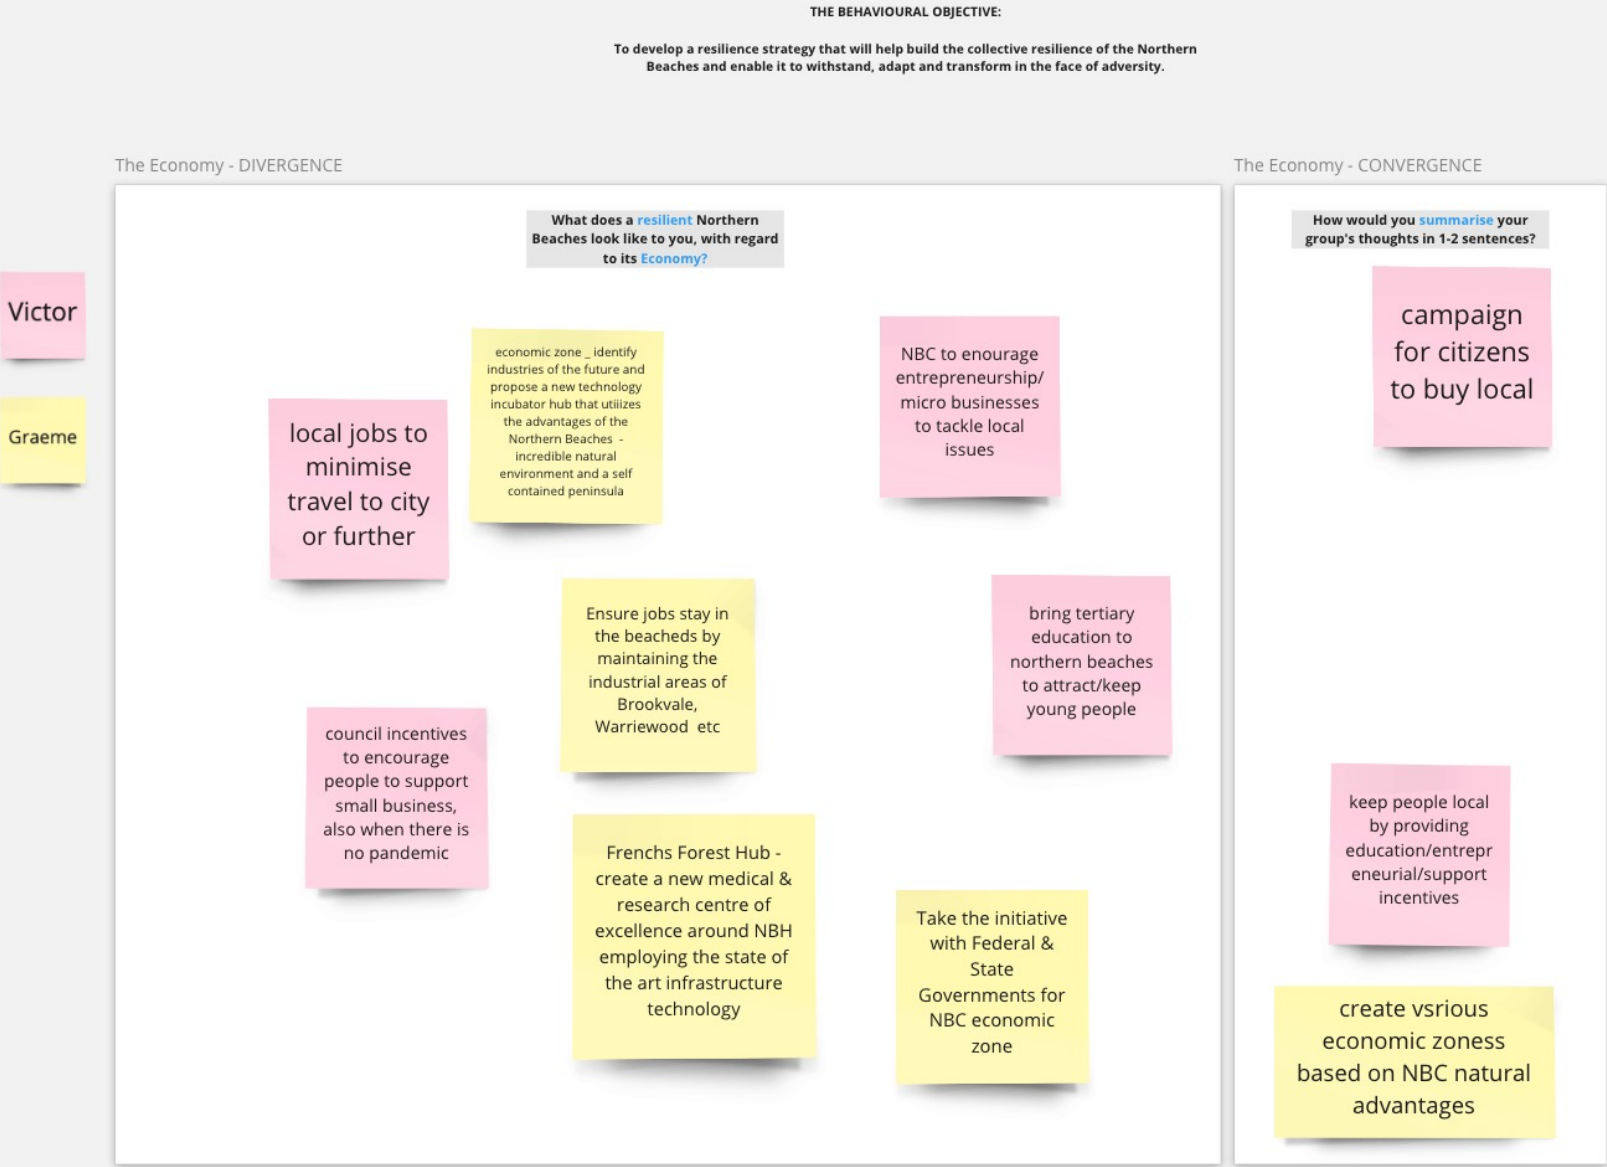 THE BEHAVIOURAL OBJECTIVE:
To develop a resilience strategy that will help build the collective resilience of the Northern
Beaches and enable it to withstand, adapt and transform in the face of adversity.
The Economy - DIVERGENCE
What does a resilient Northern
Beaches look like to you, with regard
to its Economy?
Victor
Graeme
local jobs to
minimise
travel to city
or further
economic zone _ identify
industries of the future and
propose a new technology
incubator hub that utiiizes
the advantages of the
Northern Beaches -
incredible natural
environment and a self
contained peninsula
NBC to enourage
entrepreneurship/
micro businesses
to tackle local
issues
Ensure jobs stay in
the beacheds by
maintaining the
industrial areas of
Brookvale,
Warriewood etc
bring tertiary
education to
northern beaches
to attract/keep
young people
council incentives
to encourage
people to support
small business,
also when there is
no pandemic
Frenchs Forest Hub -
create a new medical &
research centre of
excellence around NBH
employing the state of
the art infrastructure
technology
Take the initiative
with Federal &
State
Governments for
NBC economic
zone
The Economy - CONVERGENCE
How would you summarise your
group's thoughts in 1-2 sentences?
campaign
for citizens
to buy local
keep people local
by providing
education/entrepr
eneurial/support
incentives
create vsrious
economic zoness
based on NBC natural
advantages